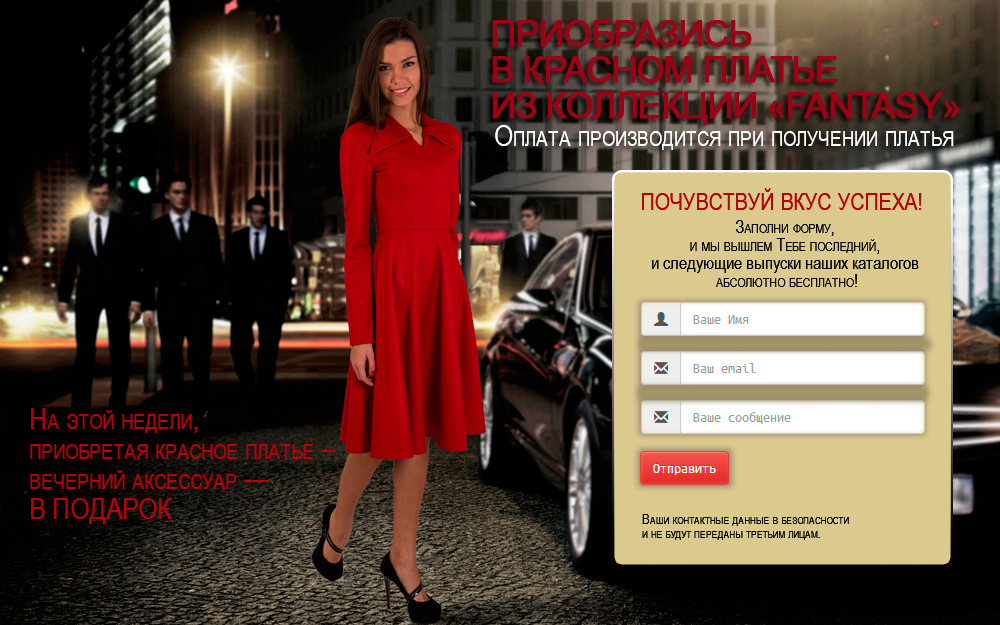 ПРИОБРАЗИСЬ
В КРАСНОМ ПЛАТЬЕ
ИЗ КОЛЛЕКЦИИ «FANTASY»
Оплата производится при получении платья
ПОЧУВСТВУЙ ВКУС УСПЕХА!
Заполни форму,
и мы вышлем Тебе последний,
и следующие выпуски наших каталогов
абсолютно бесплатно!
Ваше Имя
Ваш email
Ваше сообщение
Отправить
Ваши контактные данные в безопасности
и не будут переданы третьим лицам.
На этой недели,
приобретая красное платье –
вечерний аксессуар —
В ПОДАРОК